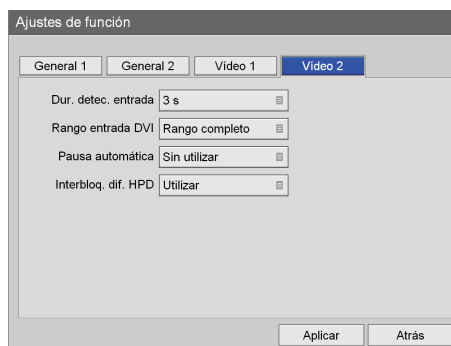 Ajustes de función
General 1 General 2 Vídeo 1 Vídeo 2
Dur. detec. entrada 3 s
Rango entrada DVI Rango completo
Pausa automática Sin utilizar
Interbloq. dif. HPD Utilizar
Aplicar Atrás